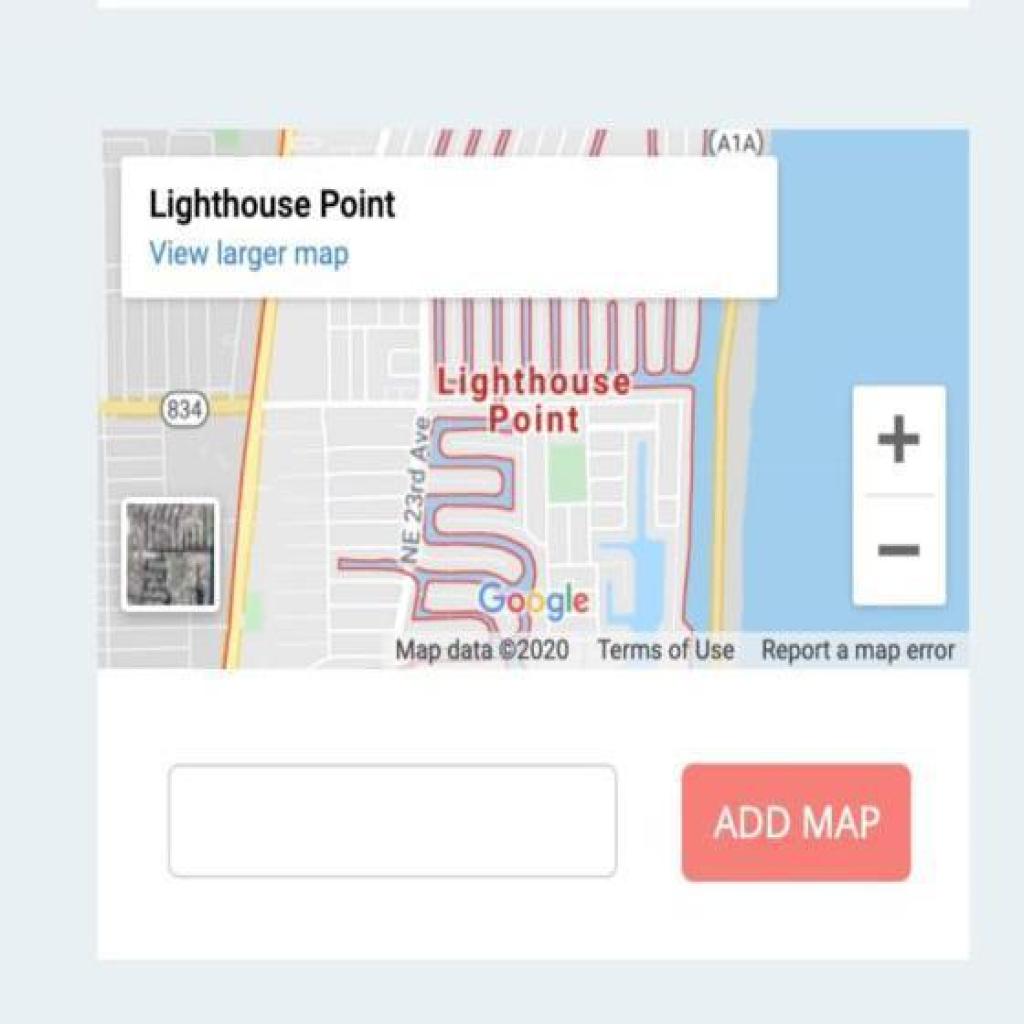 (A1A)
Lighthouse Point
View larger map
Lighthouse
Point
834
NE 23rd Ave
Google
Map data ©2020 Terms of Use Report a map error
ADD MAP